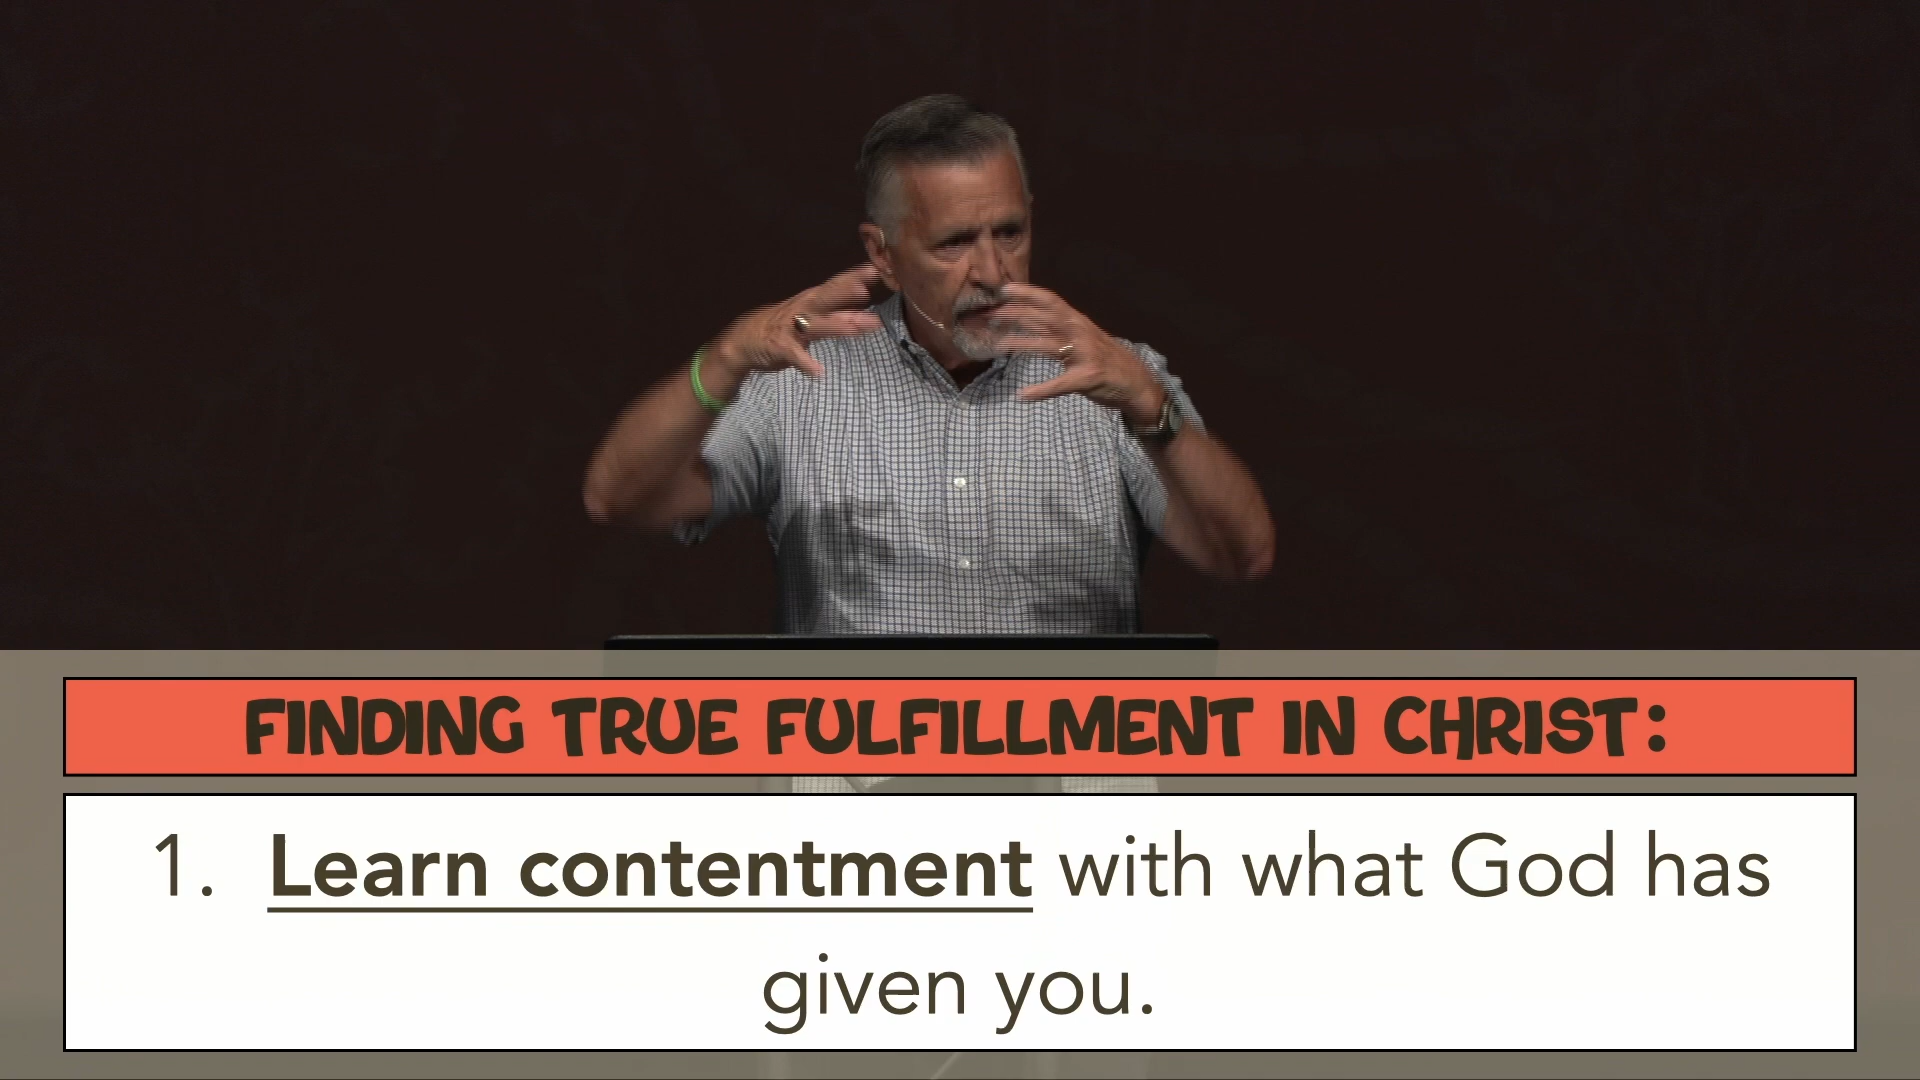 FINDING TRUE FULFILLMENT IN CHRIST:
1. Learn contentment with what God has
given you.